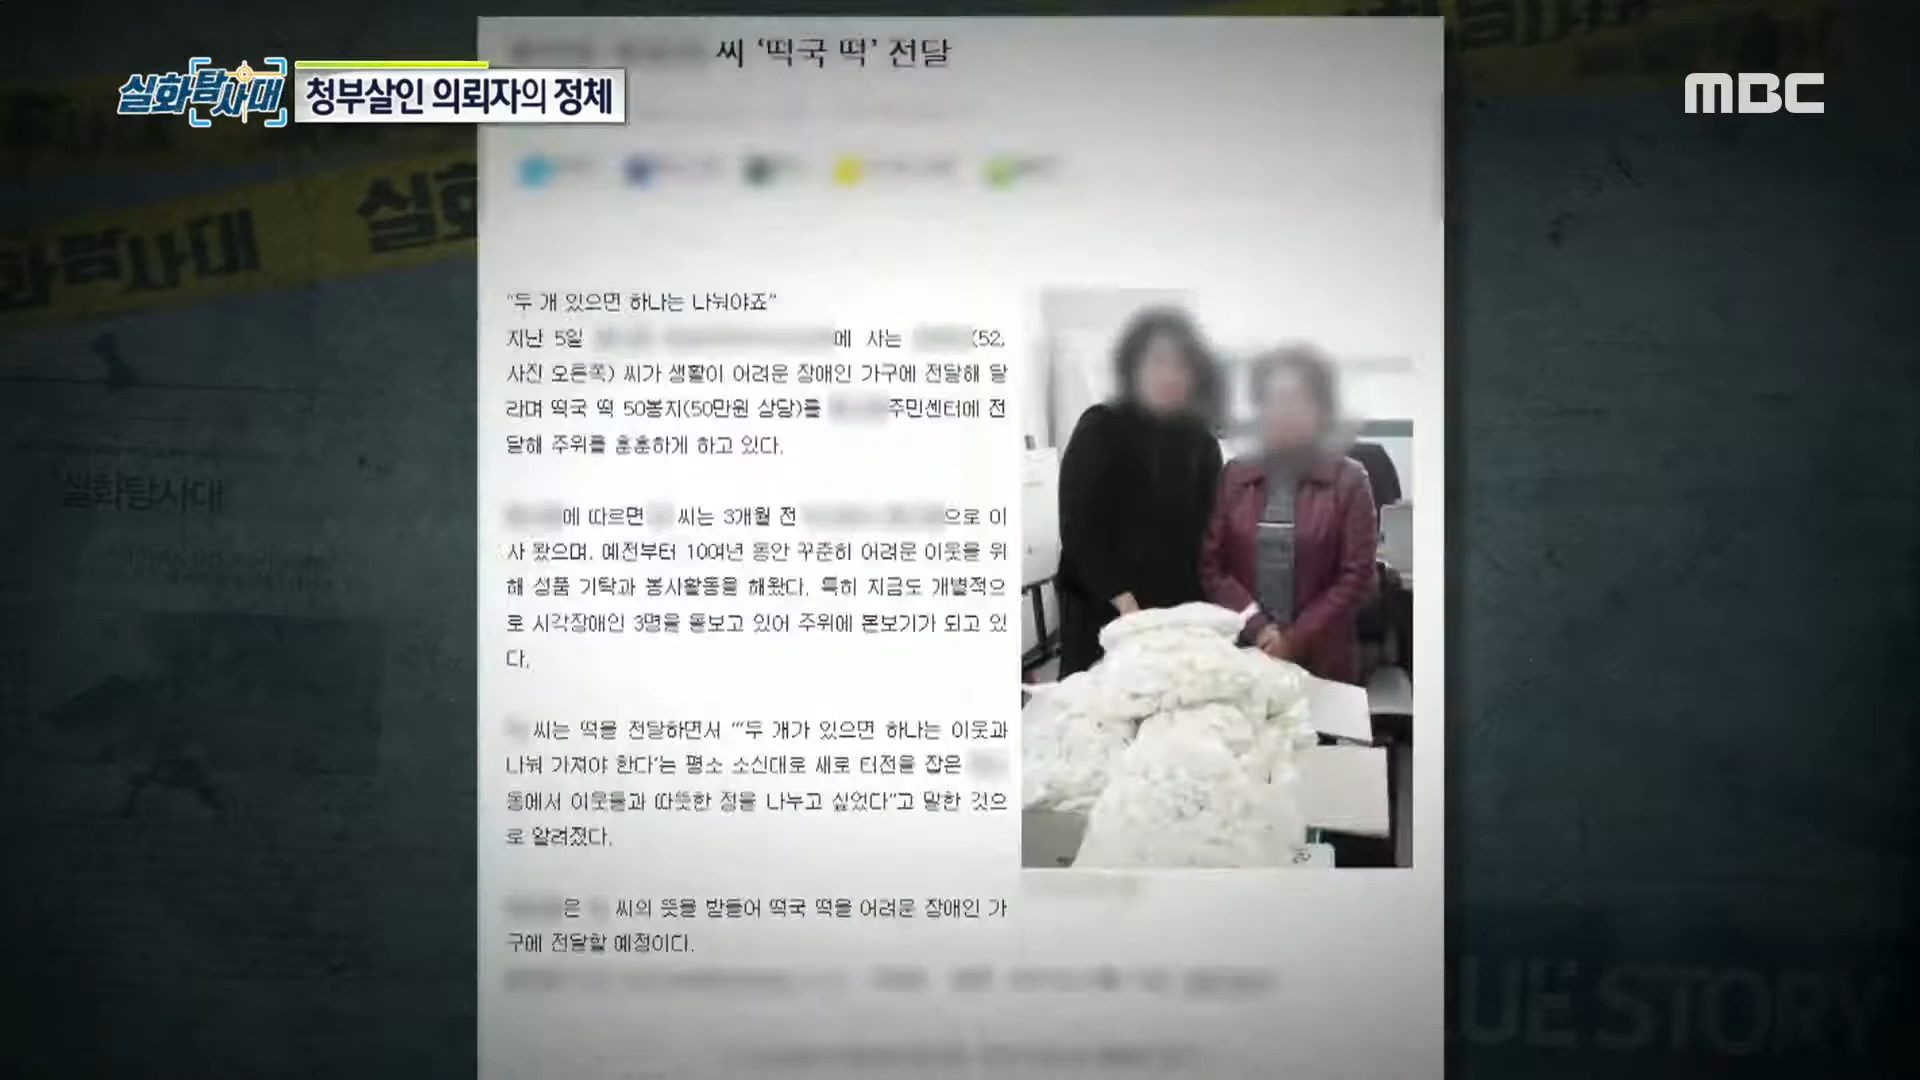 씨 ‘떡국 떡’ 전달
실화탐사대
청부살인 의뢰자의 정체
MBC
실화
화탐사대
“두 개 있으면 하나는 나눠야죠”
지난 5일 에 사는 (52,
사진 오른쪽) 씨가 생활이 어려운 장애인 가구에 전달해 달
라며 떡국 떡 50봉지(50만원 상당)를 주민센터에 전
달해 주위를 훈훈하게 하고 있다.
에 따르면 씨는 3개월 전 으로 이
사 왔으며, 예전부터 10여년 동안 꾸준히 어려운 이웃을 위
해 성품 기탁과 봉사활동을 해왔다. 특히 지금도 개별적으
로 시각장애인 3명을 돌보고 있어 주위에 본보기가 되고 있
다.
씨는 떡을 전달하면서 “‘두 개가 있으면 하나는 이웃과
나눠 가져야 한다’는 평소 소신대로 새로 터전을 잡은
동에서 이웃들과 따뜻한 정을 나누고 싶었다”고 말한 것으
로 알려졌다.
은 씨의 뜻을 받들어 떡국 떡을 어려운 장애인 가
구에 전달할 예정이다.
실화탐사대
UE STORY